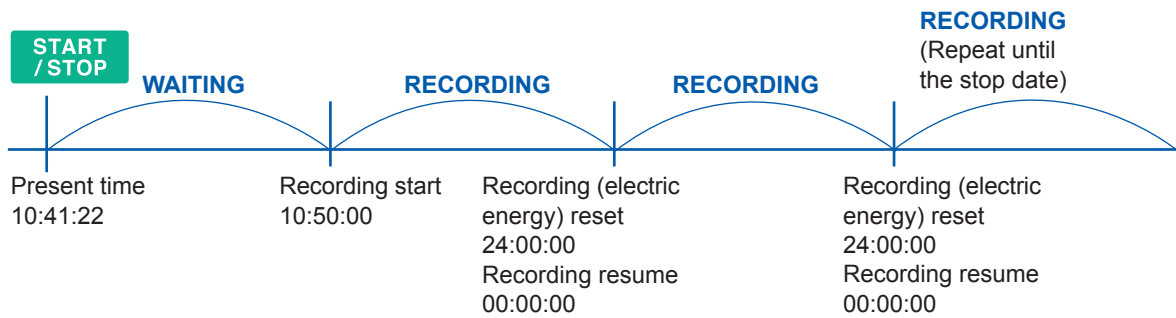 START
/STOP
WAITING
RECORDING
RECORDING
RECORDING
(Repeat until
the stop date)
Present time
10:41:22
Recording start
10:50:00
Recording (electric
energy) reset
24:00:00
Recording resume
00:00:00
Recording (electric
energy) reset
24:00:00
Recording resume
00:00:00